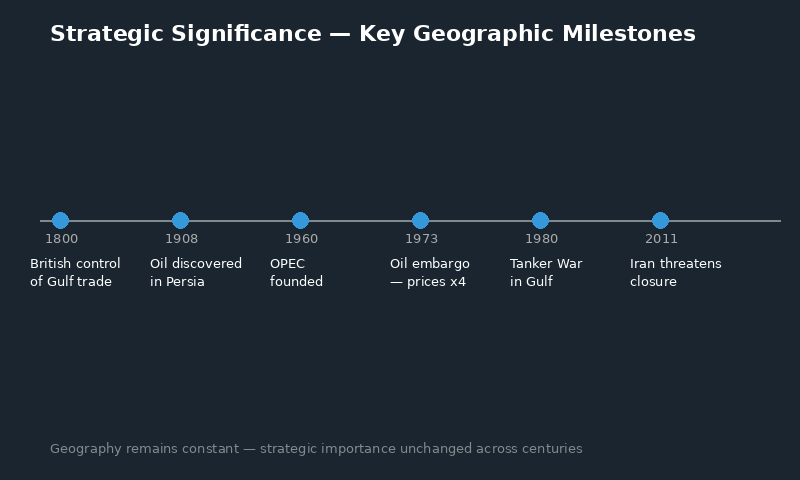 Strategic Significance — Key Geographic Milestones
1800
British control
of Gulf trade
1908
Oil discovered
in Persia
1960
OPEC
founded
1973
Oil embargo
— prices x4
1980
Tanker War
in Gulf
2011
Iran threatens
closure
Geography remains constant — strategic importance unchanged across centuries